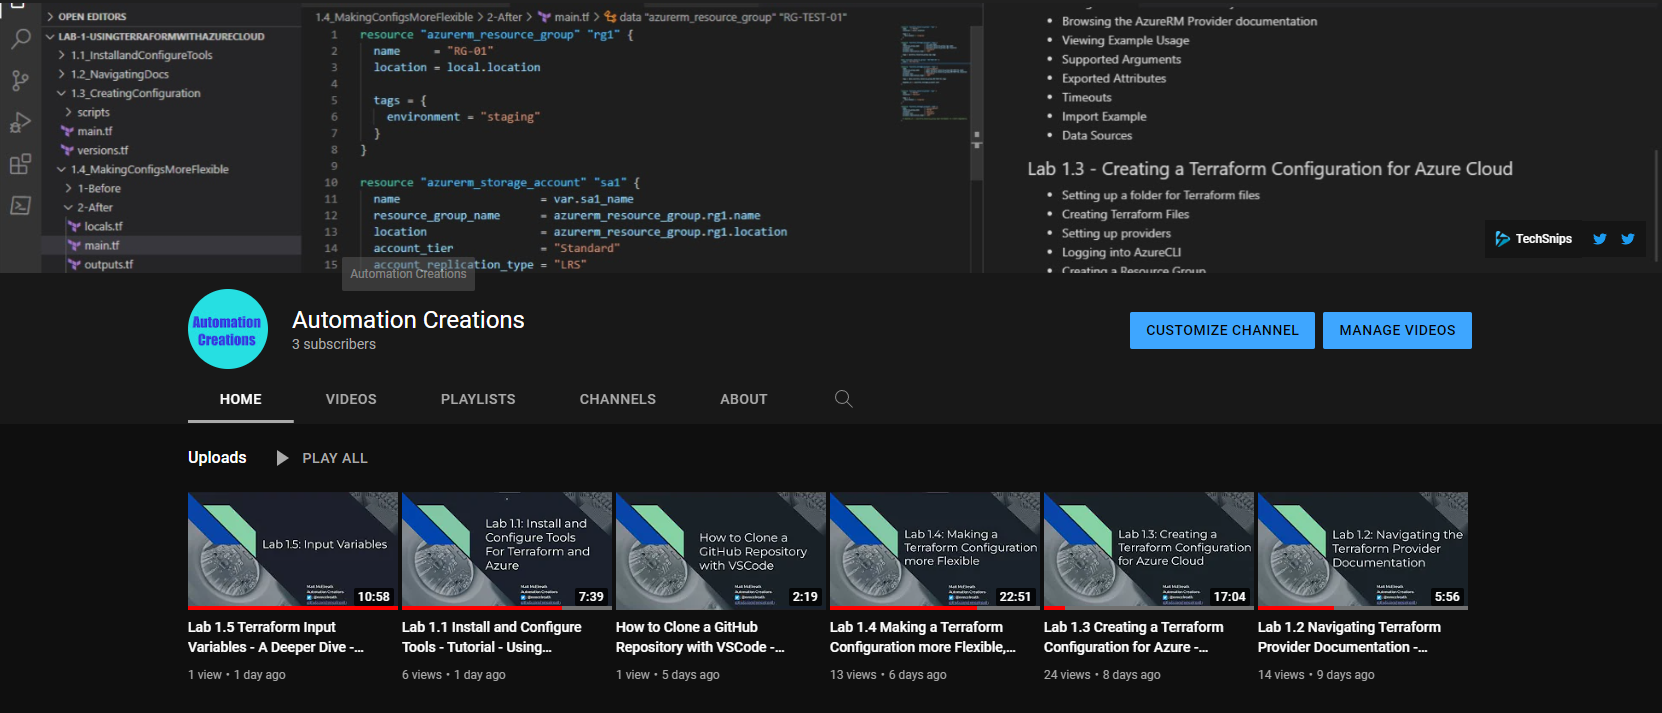 OPEN EDITORS
LAB-1-USINGTERRAFORMWITHAZURECLOUD
1.1_InstallandConfigureTools
1.2_NavigatingDocs
1.3_CreatingConfiguration
scripts
main.tf
versions.tf
1.4_MakingConfigsMoreFlexible
1-Before
2-After
locals.tf
main.tf
outputs.tf
1.4_MakingConfigsMoreFlexible > 2-After > main.tf > data "azurerm_resource_group" "RG-TEST-01"
1 resource "azurerm_resource_group" "rg1" {
2 name = "RG-01"
3 location = local.location
4
5 tags = {
6 environment = "staging"
7 }
8 }
9
10 resource "azurerm_storage_account" "sa1" {
11 name = var.sa1_name
12 resource_group_name = azurerm_resource_group.rg1.name
13 location = azurerm_resource_group.rg1.location
14 account_tier = "Standard"
15 account_replication_type = "LRS"
Automation Creations
• Browsing the AzureRM Provider documentation
• Viewing Example Usage
• Supported Arguments
• Exported Attributes
• Timeouts
• Import Example
• Data Sources
Lab 1.3 - Creating a Terraform Configuration for Azure Cloud
• Setting up a folder for Terraform files
• Creating Terraform Files
• Setting up providers
• Logging into AzureCLI
• Creating a Resource Group
TechSnips
Automation
Creations
Automation Creations
3 subscribers
CUSTOMIZE CHANNEL
MANAGE VIDEOS
HOME VIDEOS PLAYLISTS CHANNELS ABOUT
Uploads PLAY ALL
Lab 1.5: Input Variables
10:58
Lab 1.5 Terraform Input
Variables - A Deeper Dive -...
1 view • 1 day ago
Lab 1.1: Install and
Configure Tools
For Terraform and
Azure
7:39
Lab 1.1 Install and Configure
Tools - Tutorial - Using...
6 views • 1 day ago
How to Clone a
GitHub Repository
with VSCode
2:19
How to Clone a GitHub
Repository with VSCode -...
1 view • 5 days ago
Lab 1.4: Making a
Terraform Configuration
more Flexible
22:51
Lab 1.4 Making a Terraform
Configuration more Flexible,...
13 views • 6 days ago
Lab 1.3: Creating a
Terraform Configuration
for Azure Cloud
17:04
Lab 1.3 Creating a Terraform
Configuration for Azure -...
24 views • 8 days ago
Lab 1.2: Navigating the
Terraform Provider
Documentation
5:56
Lab 1.2 Navigating Terraform
Provider Documentation -...
14 views • 9 days ago